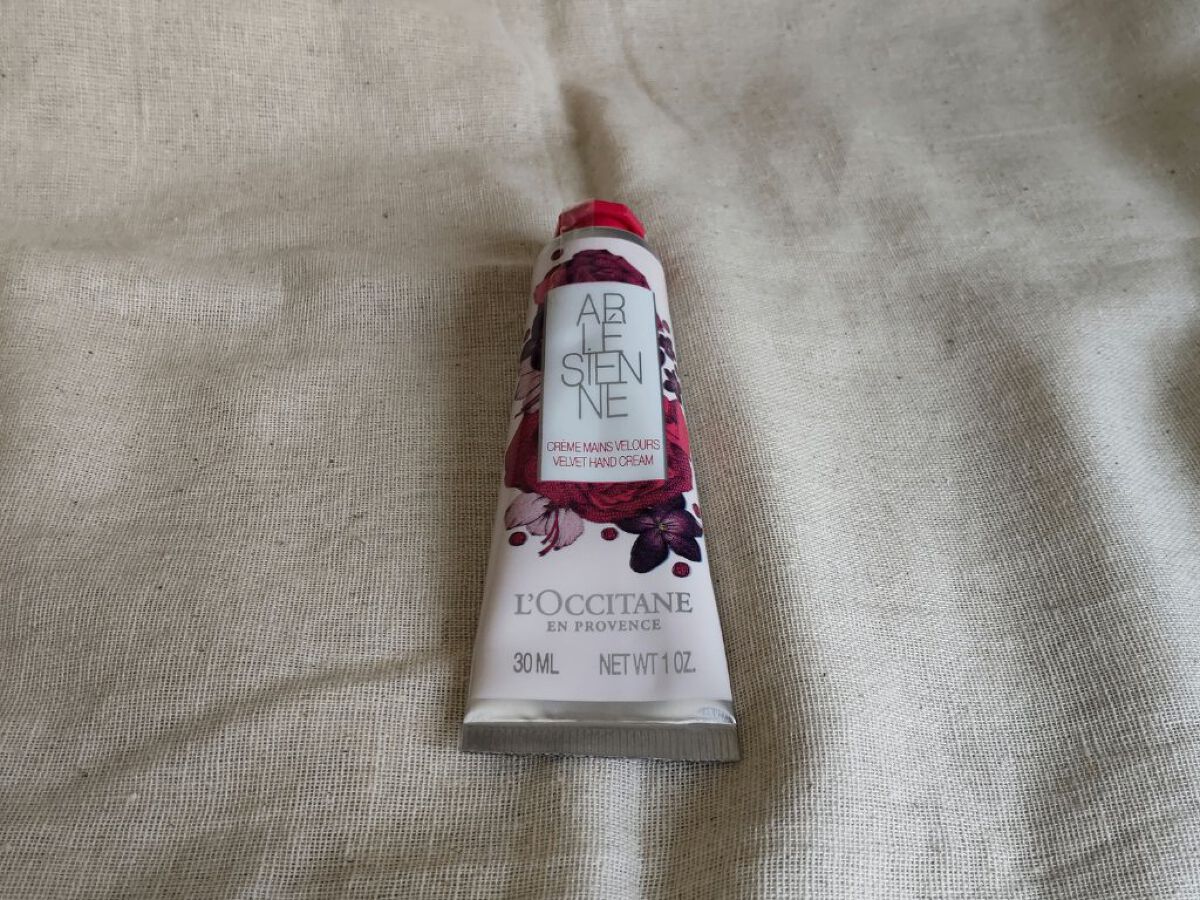 AR
LÉ
SIEN
NE
CRÈME MAINS VELOURS
VELVET HAND CREAM
L'OCCITANE
EN PROVENCE
30 ML NET WT 1 OZ.